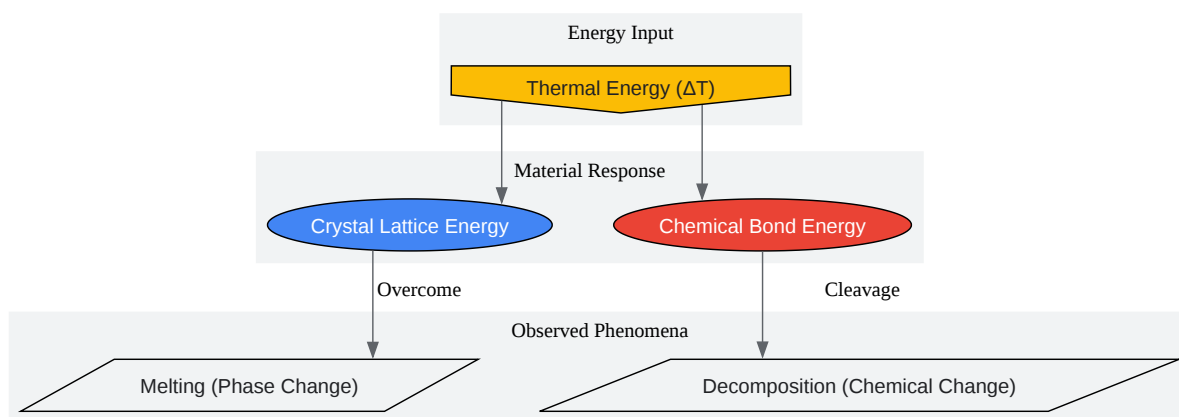 Energy Input
Thermal Energy (ΔT)
Material Response
Crystal Lattice Energy
Chemical Bond Energy
Overcome
Cleavage
Observed Phenomena
Melting (Phase Change)
Decomposition (Chemical Change)